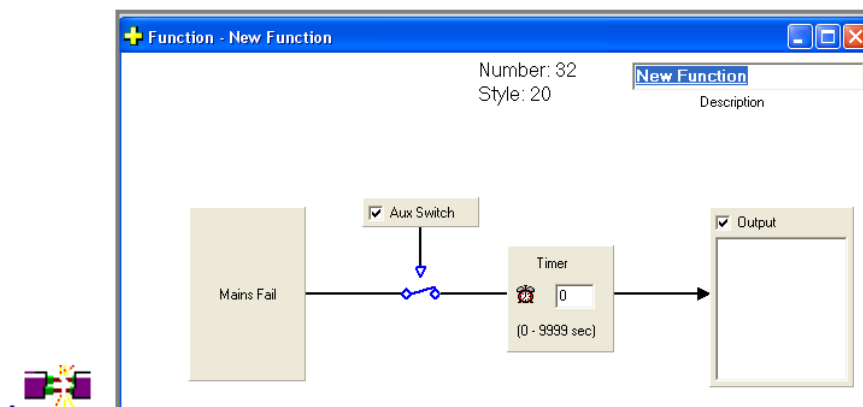 Function - New Function
Number: 32
Style: 20
New Function
Description
Aux Switch
Output
Timer
Mains Fail
0
(0 - 9999 sec)